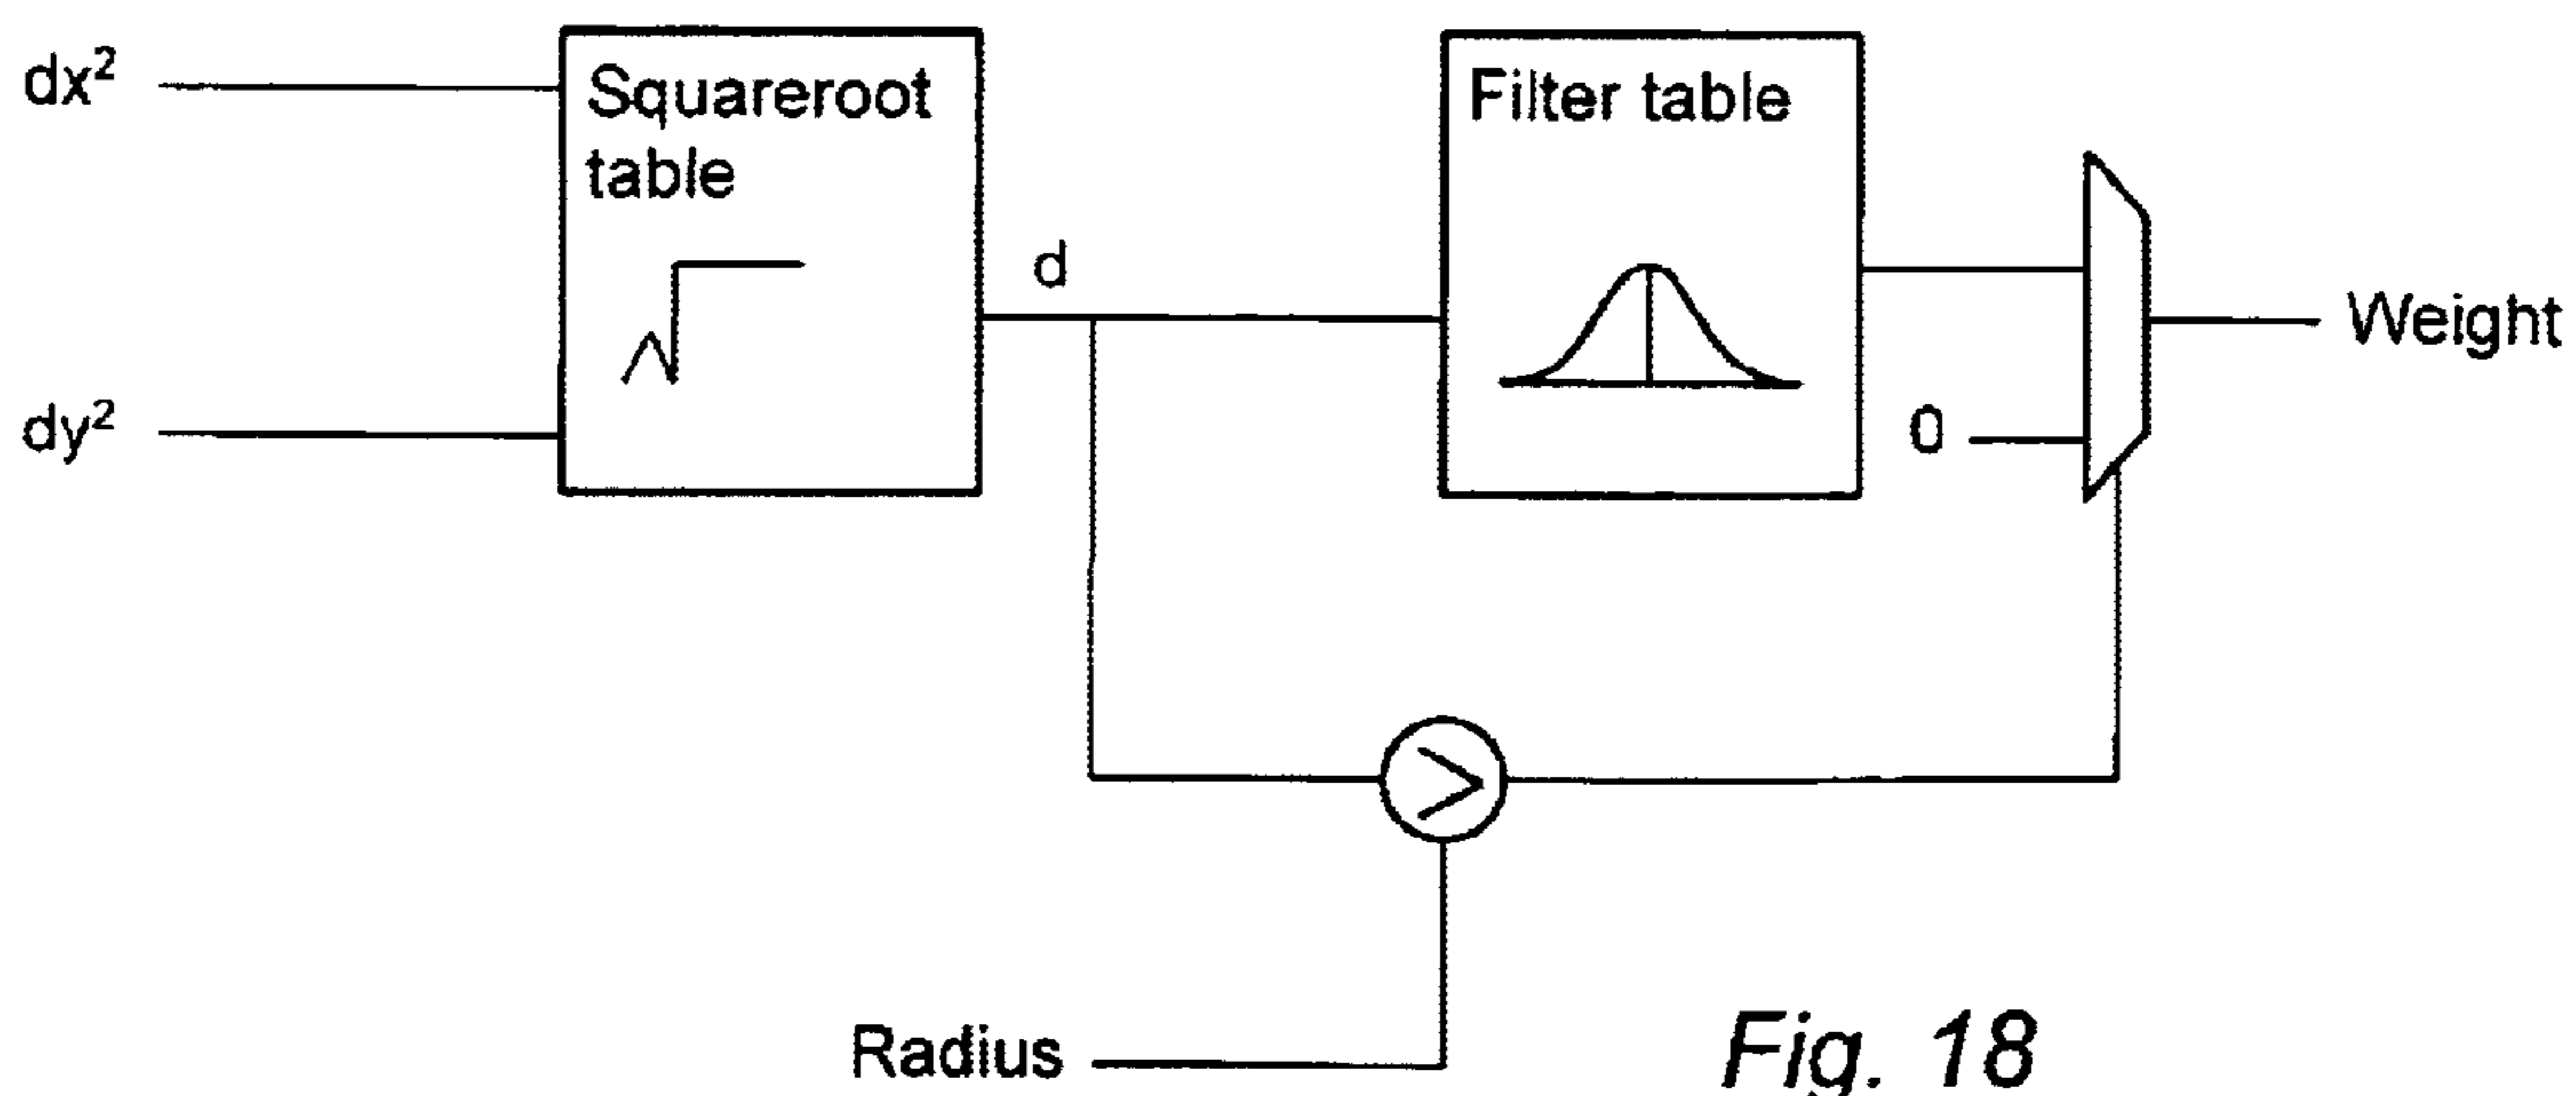 dx²
Squareroot
table
Filter table
d
Weight
dy²
0
>
Radius
Fig. 18